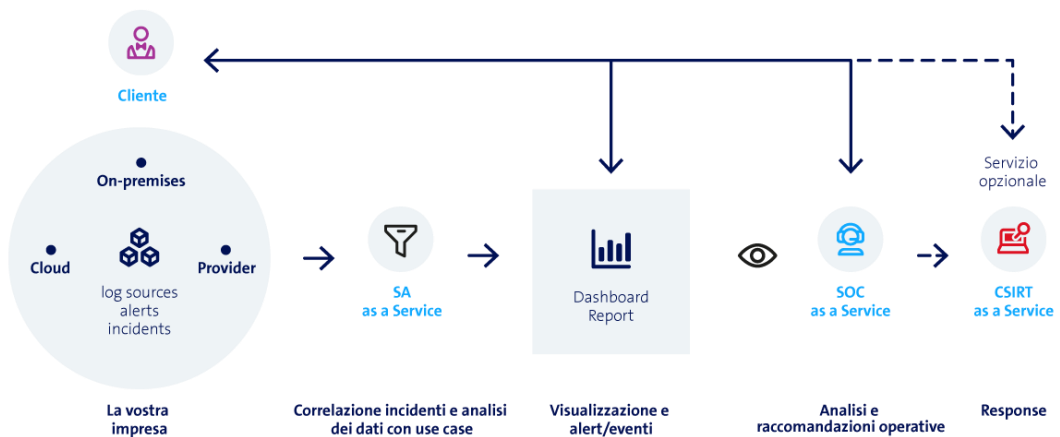 Cliente
On-premises
Cloud
Provider
log sources
alerts
incidents
SA
as a Service
Dashboard
Report
SOC
as a Service
Servizio
opzionale
CSIRT
as a Service
La vostra
impresa
Correlazione incidenti e analisi
dei dati con use case
Visualizzazione e
alert/eventi
Analisi e
raccomandazioni operative
Response